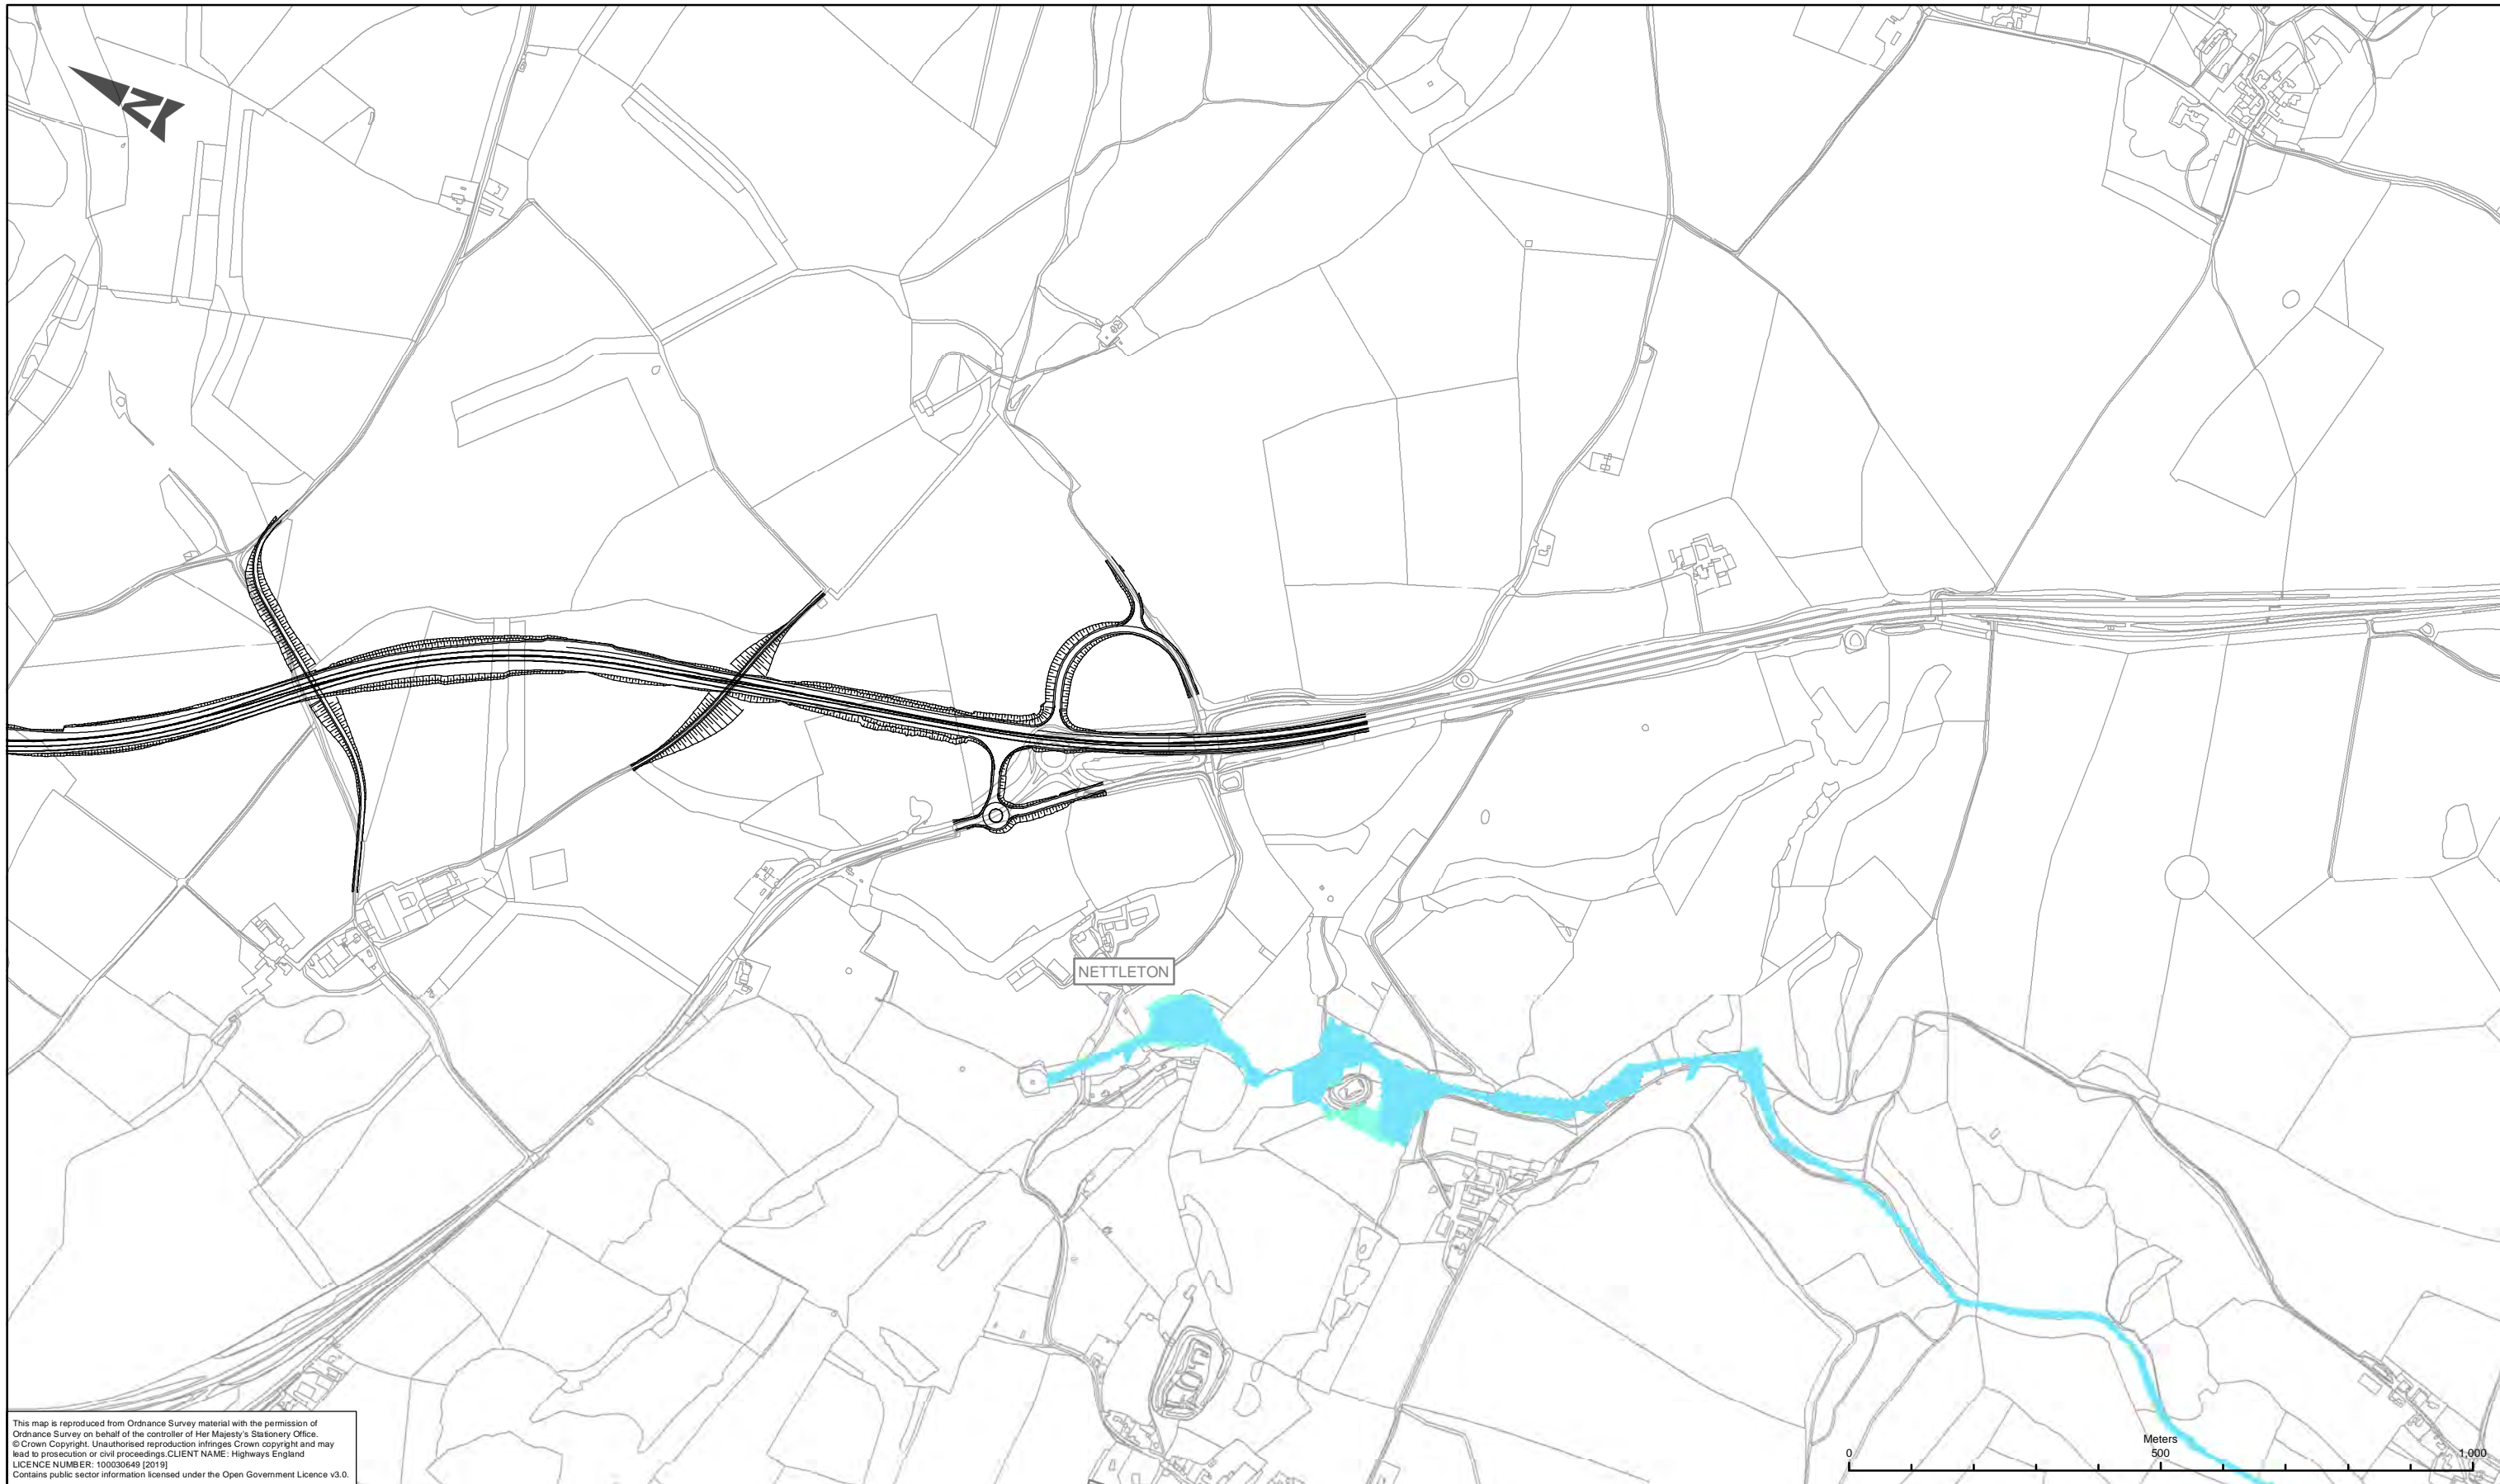 N
NETTLETON
This map is reproduced from Ordnance Survey material with the permission of
Ordnance Survey on behalf of the controller of Her Majesty's Stationery Office.
© Crown Copyright. Unauthorised reproduction infringes Crown copyright and may
lead to prosecution or civil proceedings.CLIENT NAME: Highways England
LICENCE NUMBER: 100030649 [2019]
Contains public sector information licensed under the Open Government Licence v3.0.
Meters
0 500 1,000